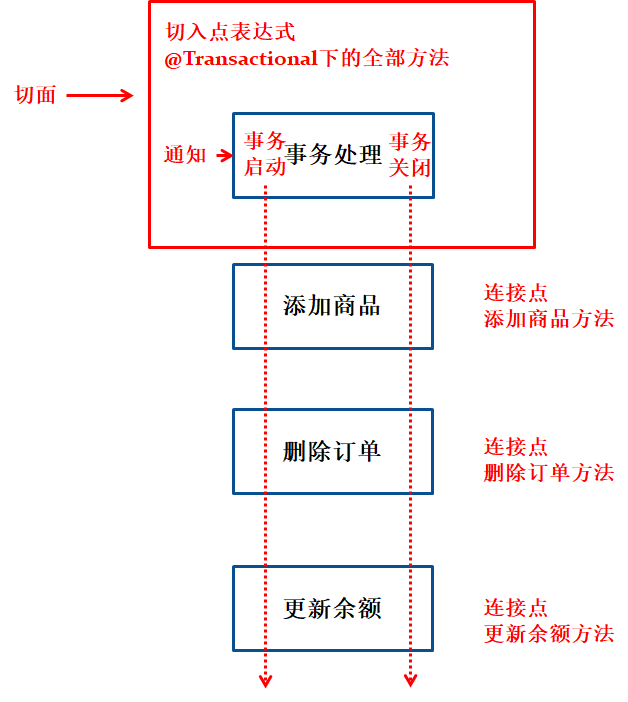 切入点表达式
@Transactional下的全部方法
切面
通知
事务
启动
事务处理
事务
关闭
添加商品
连接点
添加商品方法
删除订单
连接点
删除订单方法
更新余额
连接点
更新余额方法